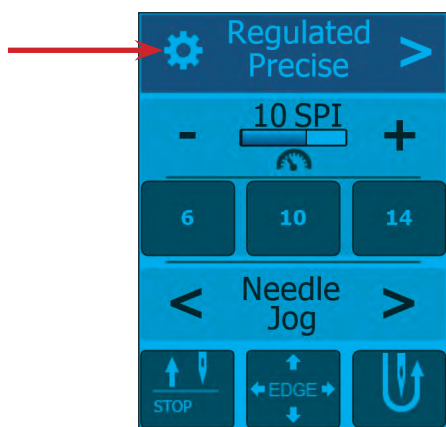 Regulated
Precise
>
- 10 SPI +
6 10 14
< Needle >
Jog
STOP
EDGE